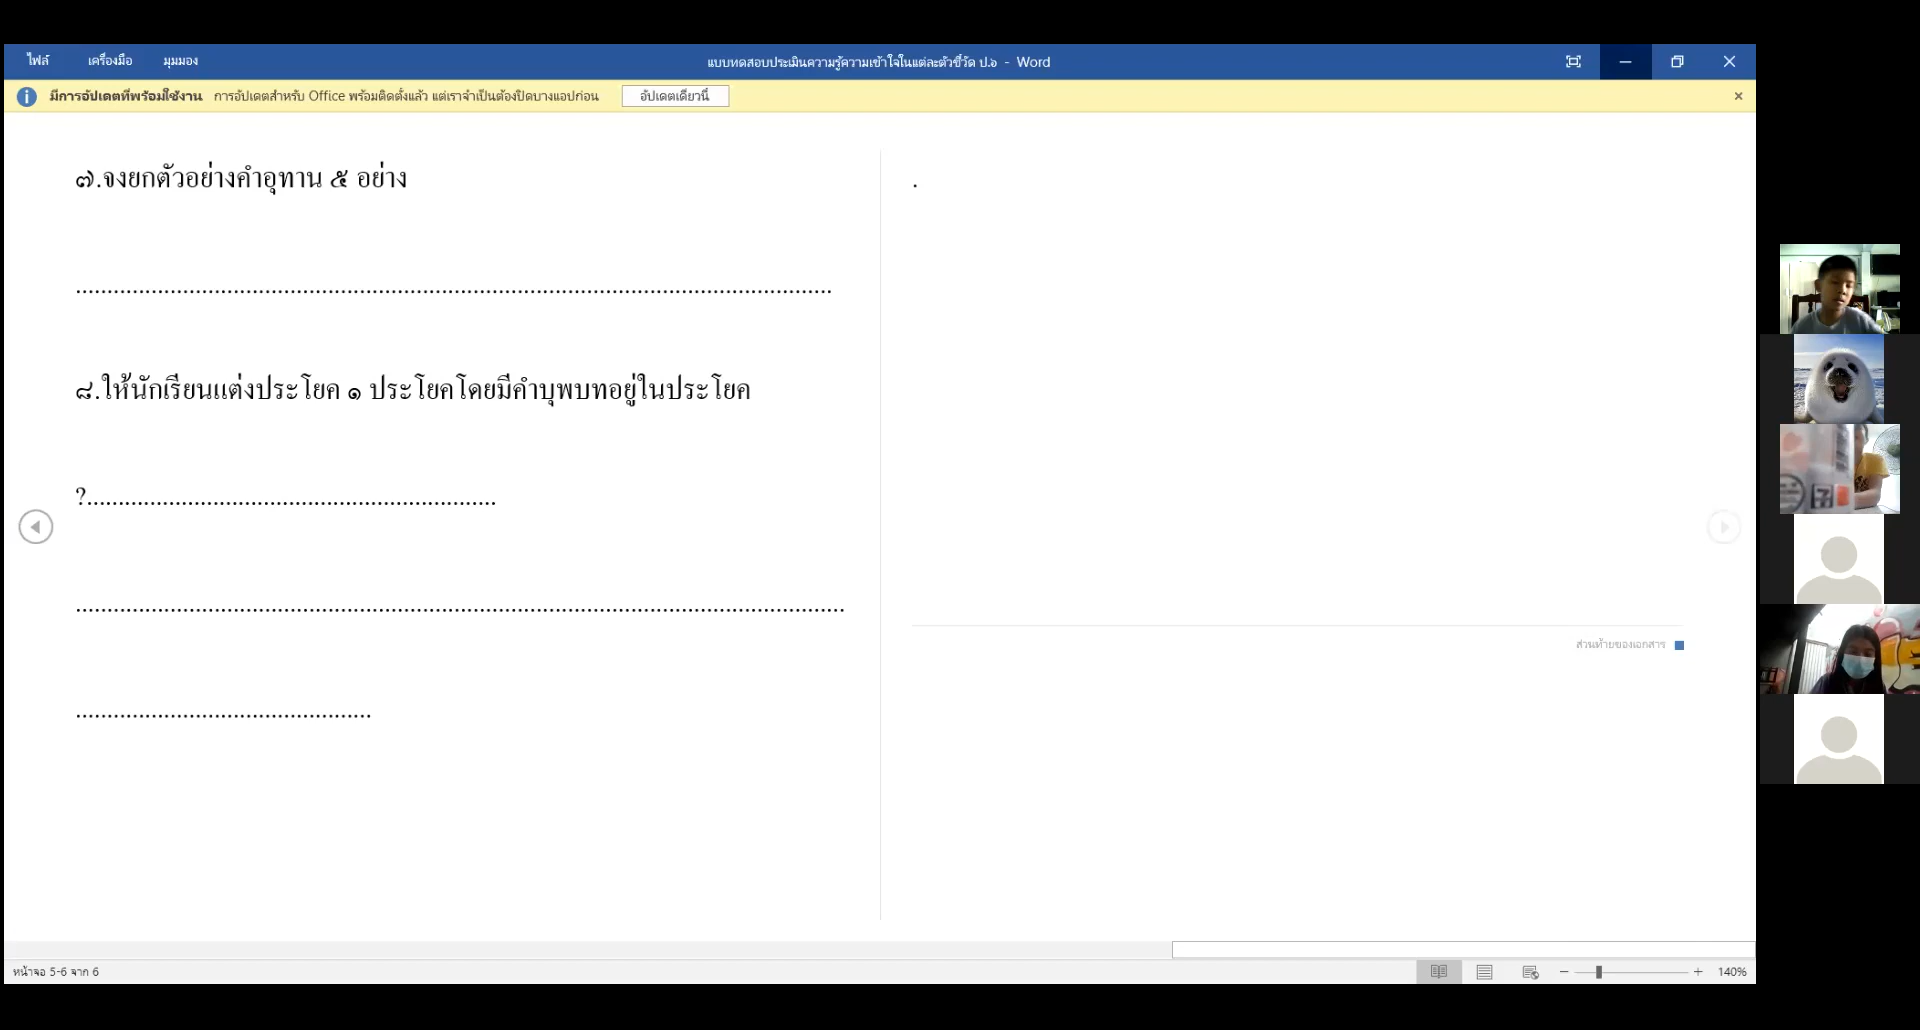 ไฟล์ เครื่องมือ มุมมอง แบบทดสอบประเมินความรู้ความเข้าใจในแต่ละตัวชี้วัด ป.๖ - Word
มีการอัปเดตที่พร้อมใช้งาน การอัปเดตสำหรับ Office พร้อมติดตั้งแล้ว แต่เราจำเป็นต้องปิดบางแอปก่อน อัปเดตเดี๋ยวนี้
๗.จงยกตัวอย่างคำอุทาน ๕ อย่าง
........................................................................................................................
๘.ให้นักเรียนแต่งประโยค ๑ ประโยคโดยมีคำบุพบทอยู่ในประโยค
?.................................................................
..........................................................................................................................
...............................................
.
ส่วนท้ายของเอกสาร
หน้าจอ 5-6 จาก 6
140%